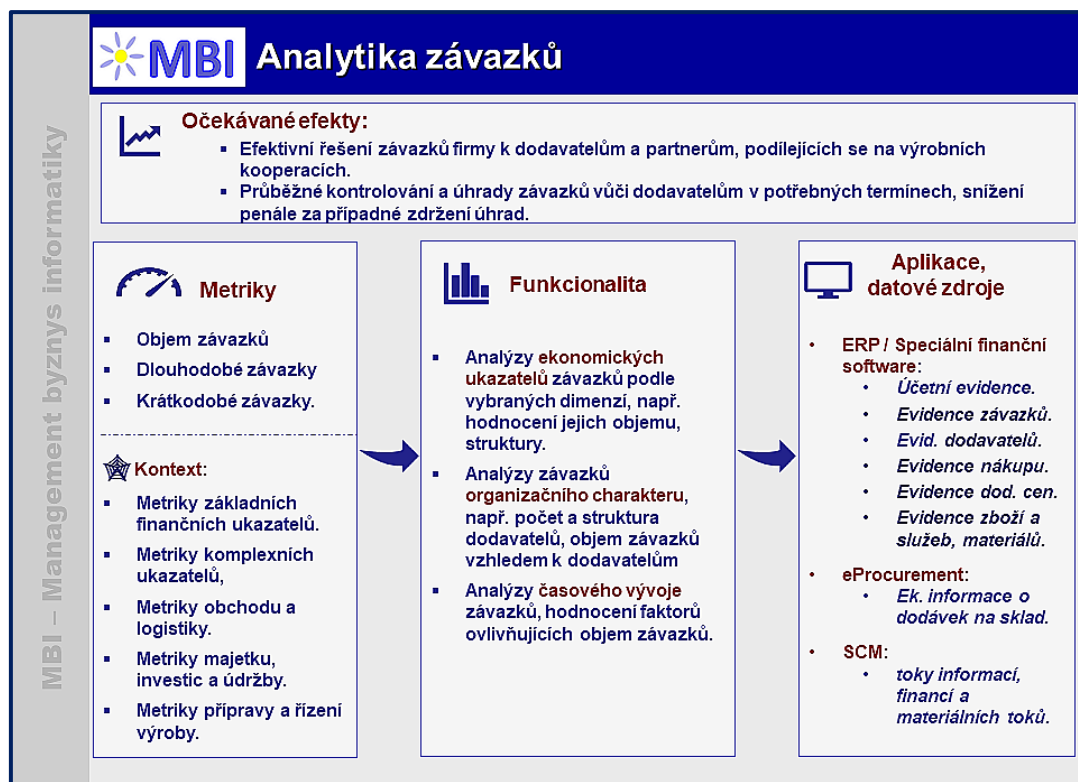 MBI – Management byznys informatiky
MBI
Analytika závazků
Očekávané efekty:
▪ Efektivní řešení závazků firmy k dodavatelům a partnerům, podílejících se na výrobních
kooperacích.
▪ Průběžné kontrolování a úhrady závazků vůči dodavatelům v potřebných termínech, snížení
penále za případné zdržení úhrad.
Metriky
▪ Objem závazků
▪ Dlouhodobé závazky
▪ Krátkodobé závazky.
Kontext:
▪ Metriky základních
finančních ukazatelů.
▪ Metriky komplexních
ukazatelů,
▪ Metriky obchodu a
logistiky.
▪ Metriky majetku,
investic a údržby.
▪ Metriky přípravy a řízení
výroby.
Funkcionalita
▪ Analýzy ekonomických
ukazatelů závazků podle
vybraných dimenzí, např.
hodnocení jejich objemu,
struktury.
▪ Analýzy závazků
organizačního charakteru,
např. počet a struktura
dodavatelů, objem závazků
vzhledem k dodavatelům
▪ Analýzy časového vývoje
závazků, hodnocení faktorů
ovlivňujících objem závazků.
Aplikace,
datové zdroje
• ERP / Speciální finanční
software:
• Účetní evidence.
• Evidence závazků.
• Evid. dodavatelů.
• Evidence nákupu.
• Evidence dod. cen.
• Evidence zboží a
služeb, materiálů.
• eProcurement:
• Ek. informace o
dodávek na sklad.
• SCM:
• toky informací,
financí a
materiálních toků.